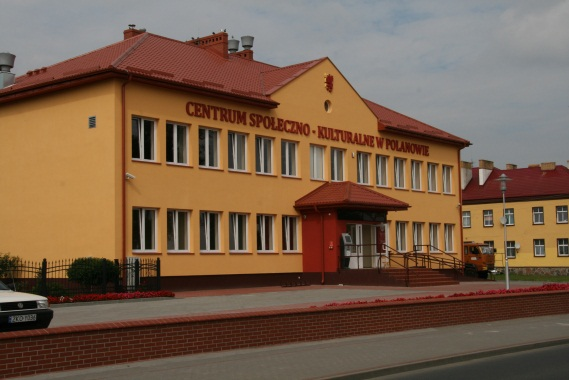 CENTRUM SPOŁECZNO - KULTURALNE W POLANOWIE